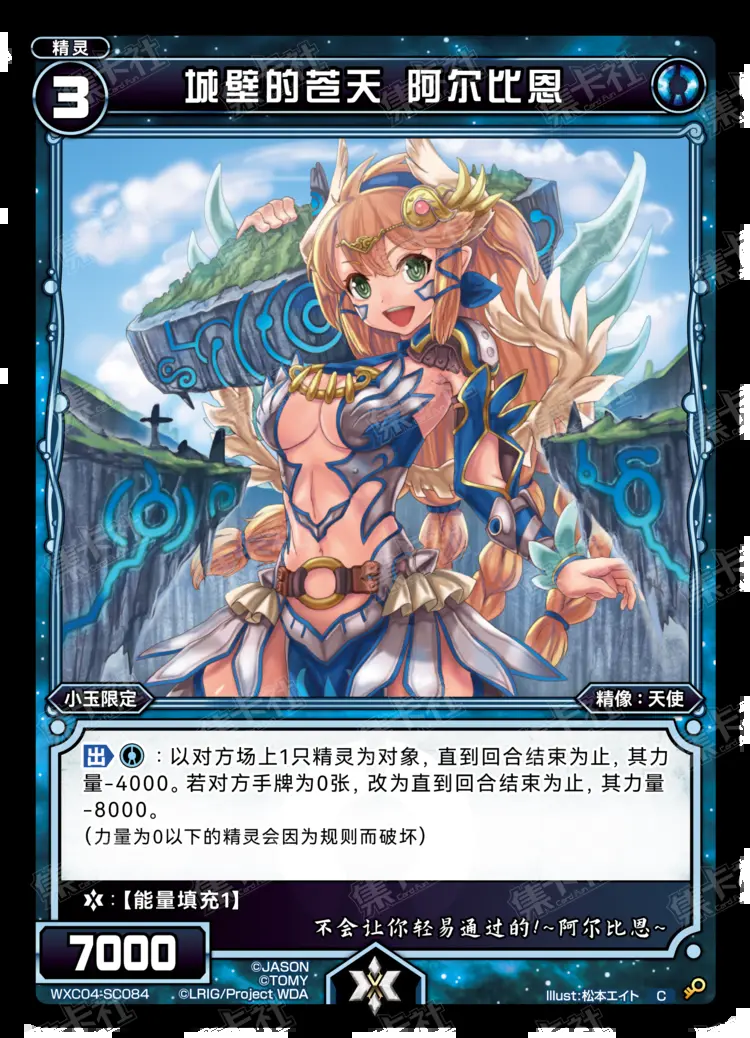 精灵
3
城壁的苍天 阿尔比恩
小玉限定
精像:天使
出 : 以对方场上1只精灵为对象, 直到回合结束为止, 其力
量-4000。若对方手牌为0张, 改为直到回合结束为止, 其力量
-8000。
(力量为0以下的精灵会因为规则而破坏)
:【能量填充1】
不会让你轻易通过的!~阿尔比恩~
7000
©JASON
©TOMY
WXC04-SC084 ©LRIG/Project WDA
Illust:松本エイト C
集卡社
Card Fun